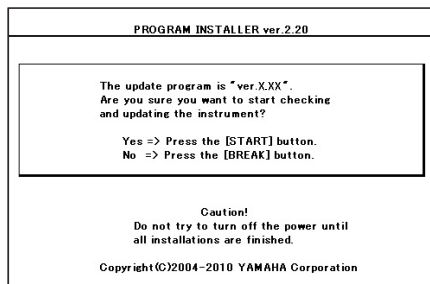 PROGRAM INSTALLER ver.2.20
The update program is "ver.X.XX".
Are you sure you want to start checking
and updating the instrument?
Yes => Press the [START] button.
No => Press the [BREAK] button.
Caution!
Do not try to turn off the power until
all installations are finished.
Copyright(C)2004-2010 YAMAHA Corporation